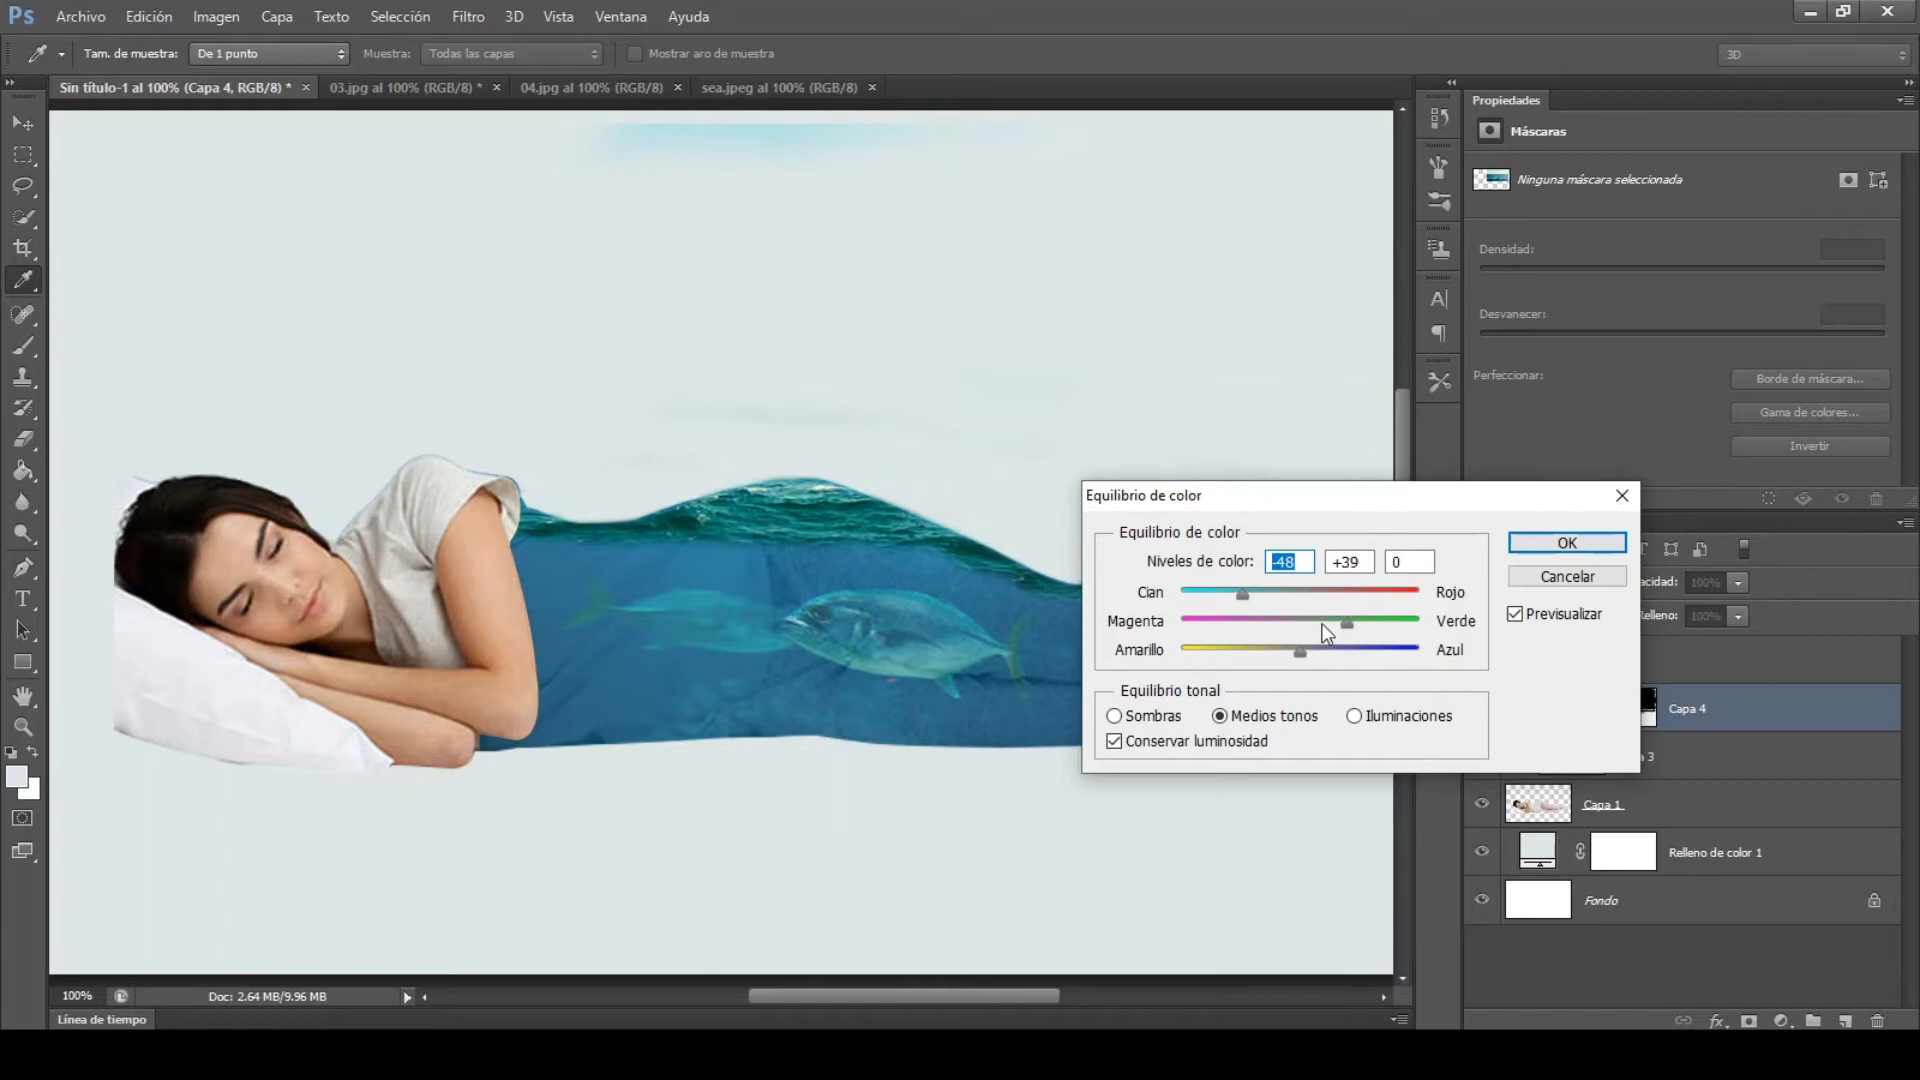 Ps Archivo Edición Imagen Capa Texto Selección Filtro 3D Vista Ventana Ayuda
Tam. de muestra: De 1 punto Muestra: Todas las capas Mostrar aro de muestra 3D
Sin título-1 al 100% (Capa 4, RGB/8) * × 03.jpg al 100% (RGB/8) * × 04.jpg al 100% (RGB/8) × sea.jpeg al 100% (RGB/8) ×
Propiedades
Máscaras
Ninguna máscara seleccionada
Densidad:
Desvanecer:
Perfeccionar: Borde de máscara...
Gama de colores...
Invertir
Equilibrio de color
Equilibrio de color
Niveles de color: -48 +39 0
Cian Rojo
Magenta Verde
Amarillo Azul
OK
Cancelar
Previsualizar
Equilibrio tonal
Sombras Medios tonos Iluminaciones
Conservar luminosidad
acidad: 100%
Relleno: 100%
Capa 4
a 3
Capa 1
Relleno de color 1
Fondo
100% Doc: 2.64 MB/9.96 MB
Línea de tiempo